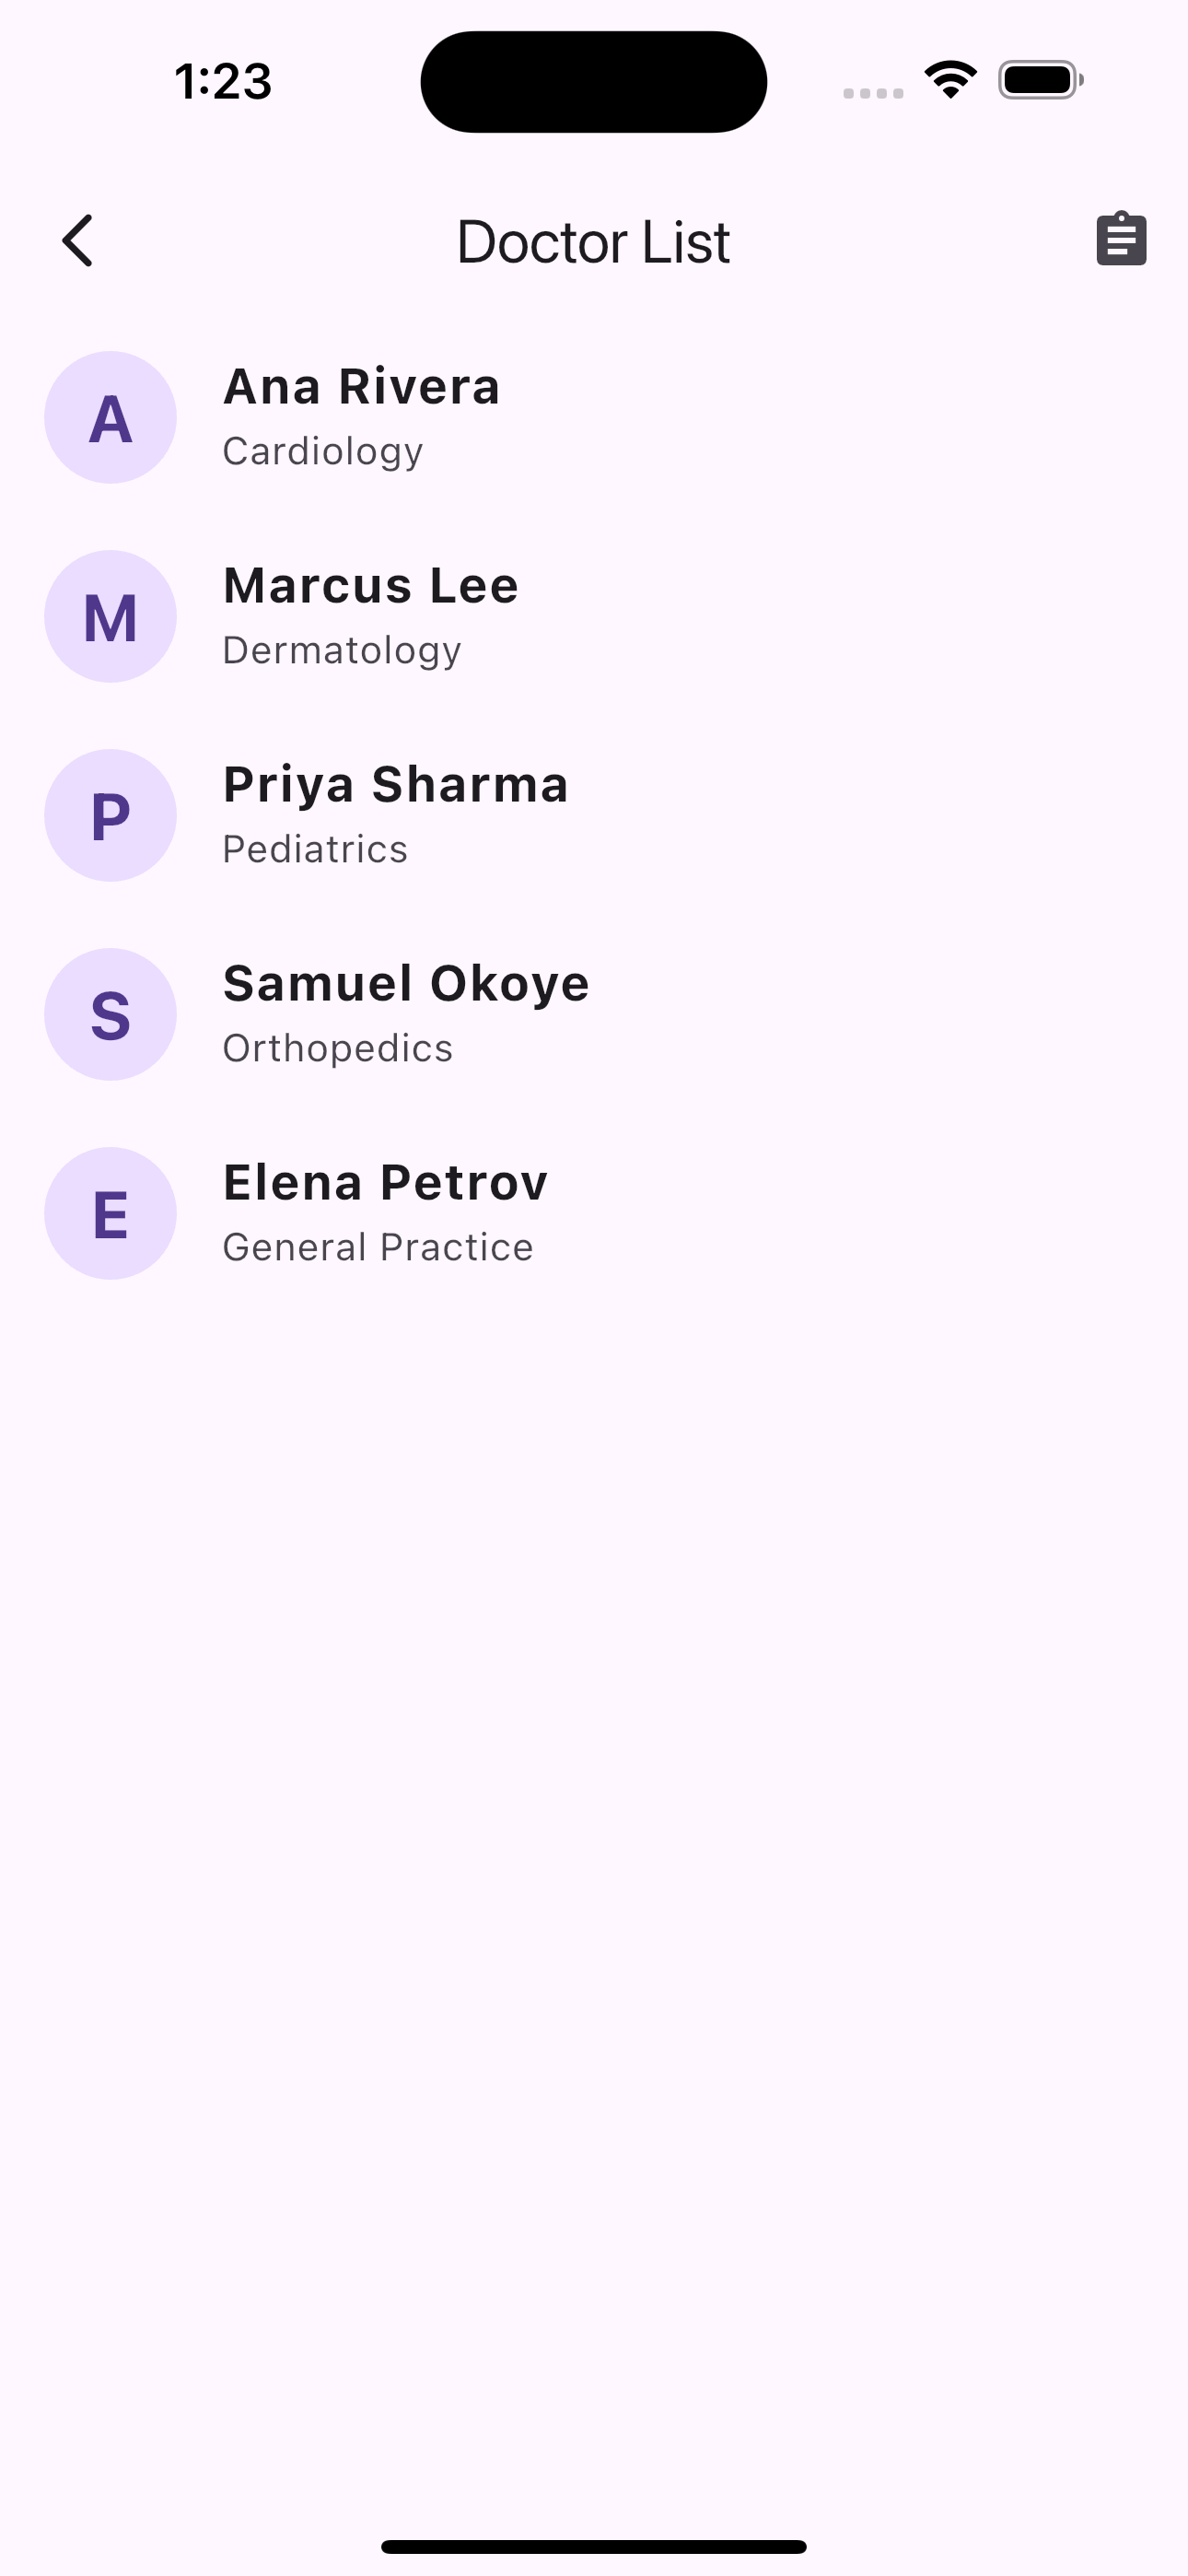 1:23
Doctor List
A
Ana Rivera
Cardiology
M
Marcus Lee
Dermatology
P
Priya Sharma
Pediatrics
S
Samuel Okoye
Orthopedics
E
Elena Petrov
General Practice